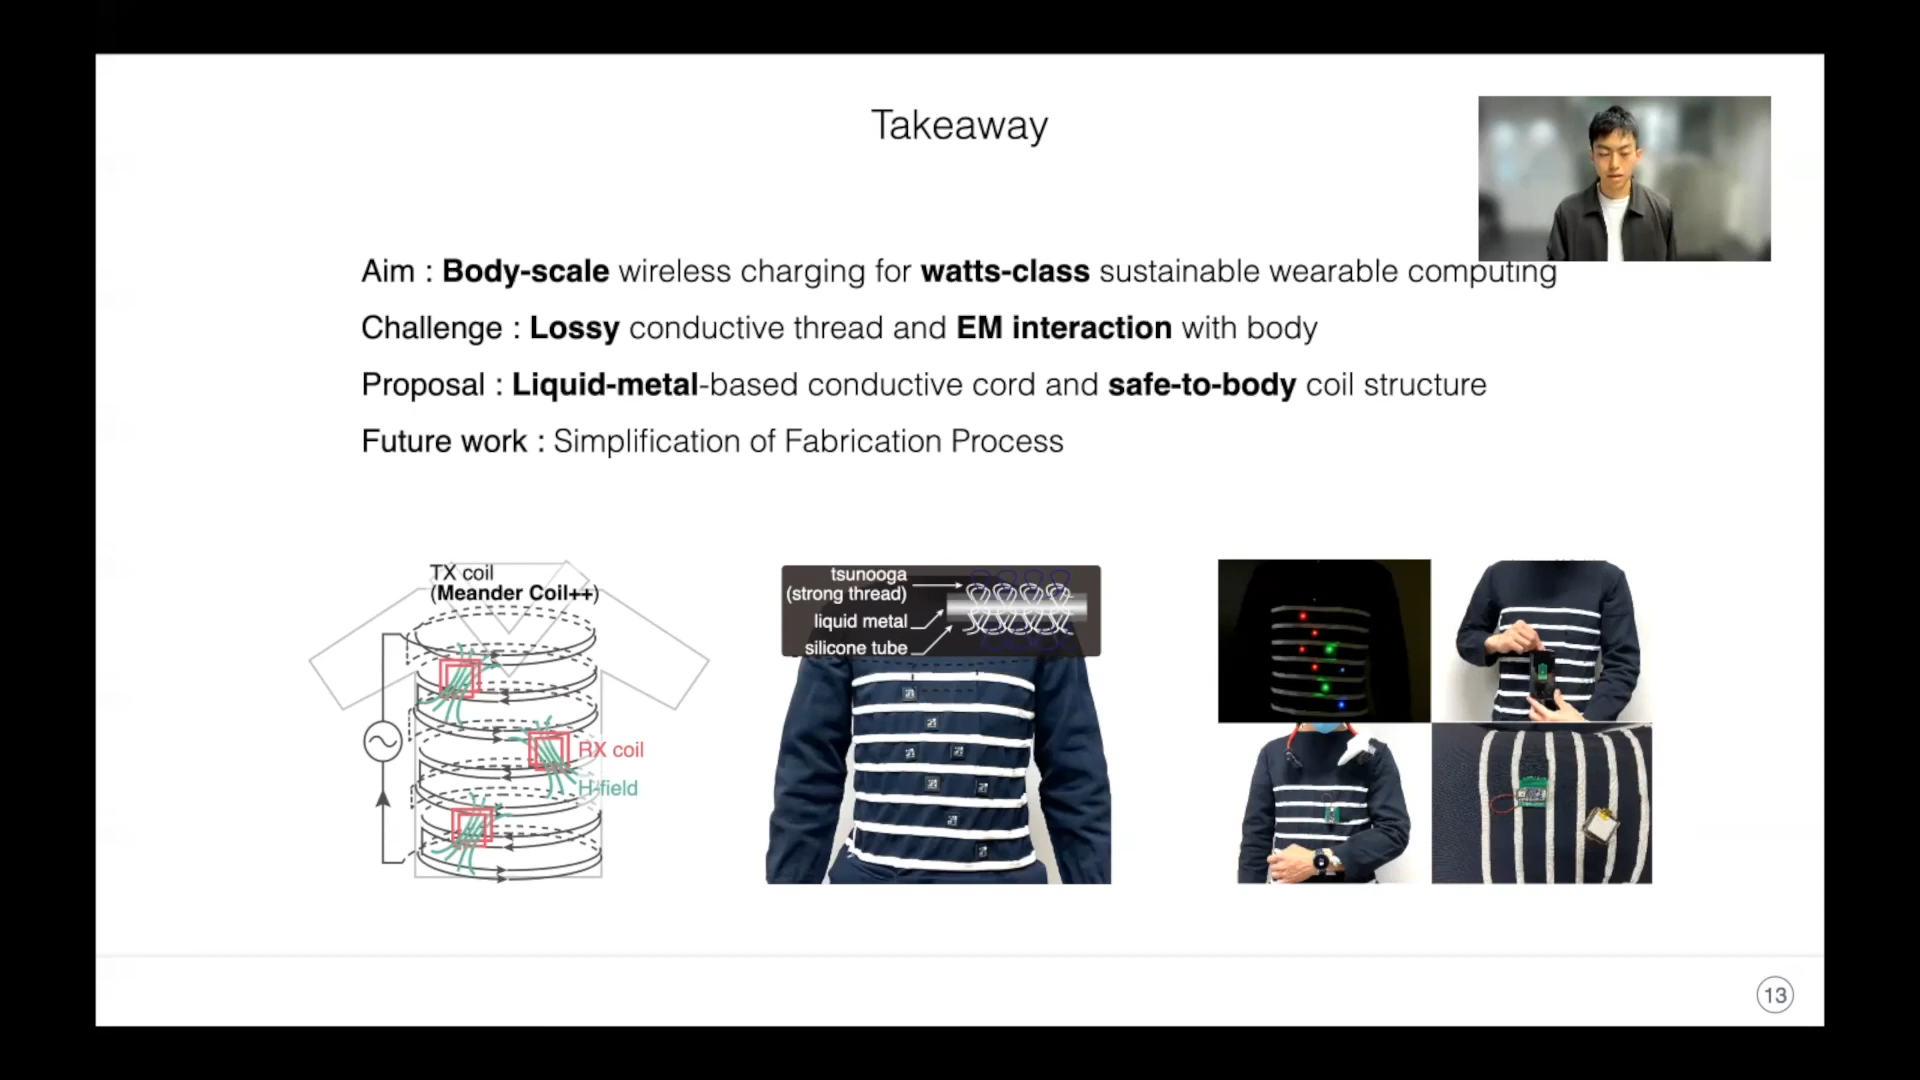 Takeaway
Aim : Body-scale wireless charging for watts-class sustainable wearable computing
Challenge : Lossy conductive thread and EM interaction with body
Proposal : Liquid-metal-based conductive cord and safe-to-body coil structure
Future work : Simplification of Fabrication Process
TX coil
(Meander Coil++)
RX coil
H-field
tsunooga
(strong thread)
liquid metal
silicone tube
13